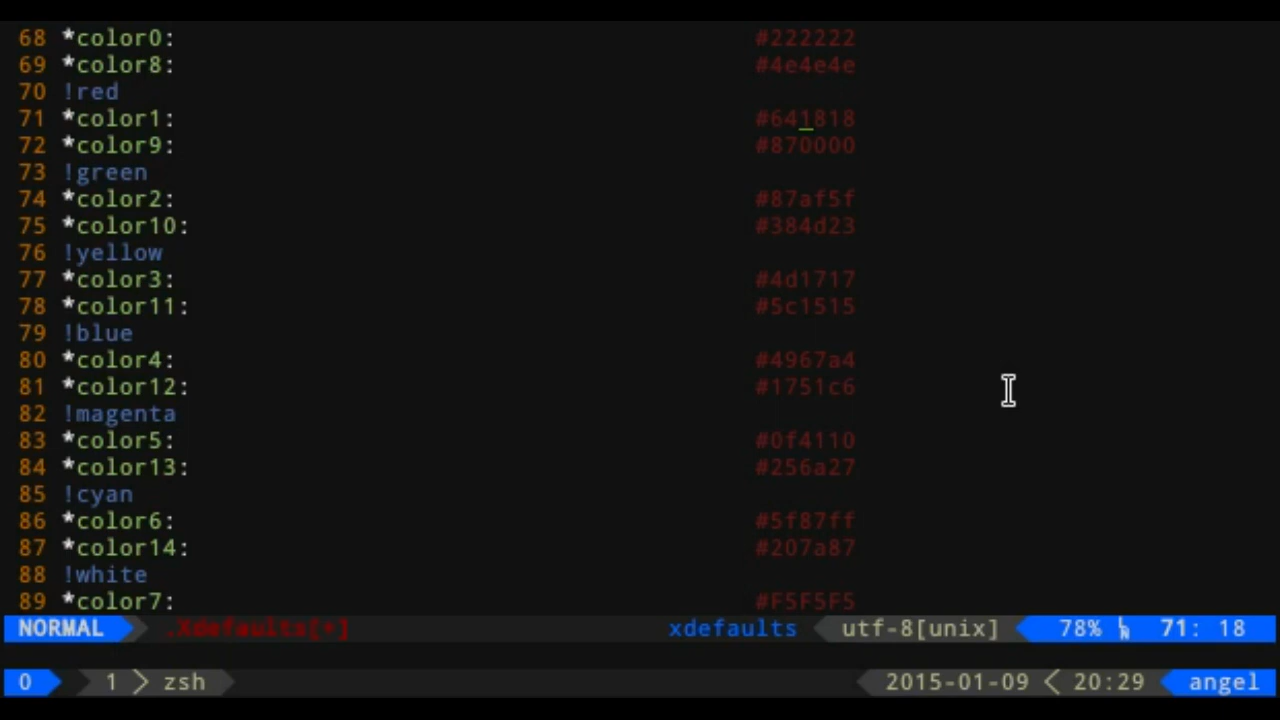 68 *color0: #222222
69 *color8: #4e4e4e
70 !red
71 *color1: #641818
72 *color9: #870000
73 !green
74 *color2: #87af5f
75 *color10: #384d23
76 !yellow
77 *color3: #4d1717
78 *color11: #5c1515
79 !blue
80 *color4: #4967a4
81 *color12: #1751c6
82 !magenta
83 *color5: #0f4110
84 *color13: #256a27
85 !cyan
86 *color6: #5f87ff
87 *color14: #207a87
88 !white
89 *color7: #F5F5F5
NORMAL .Xdefaults[+] xdefaults utf-8[unix] 78% 71: 18
0 1 zsh 2015-01-09 20:29 angel